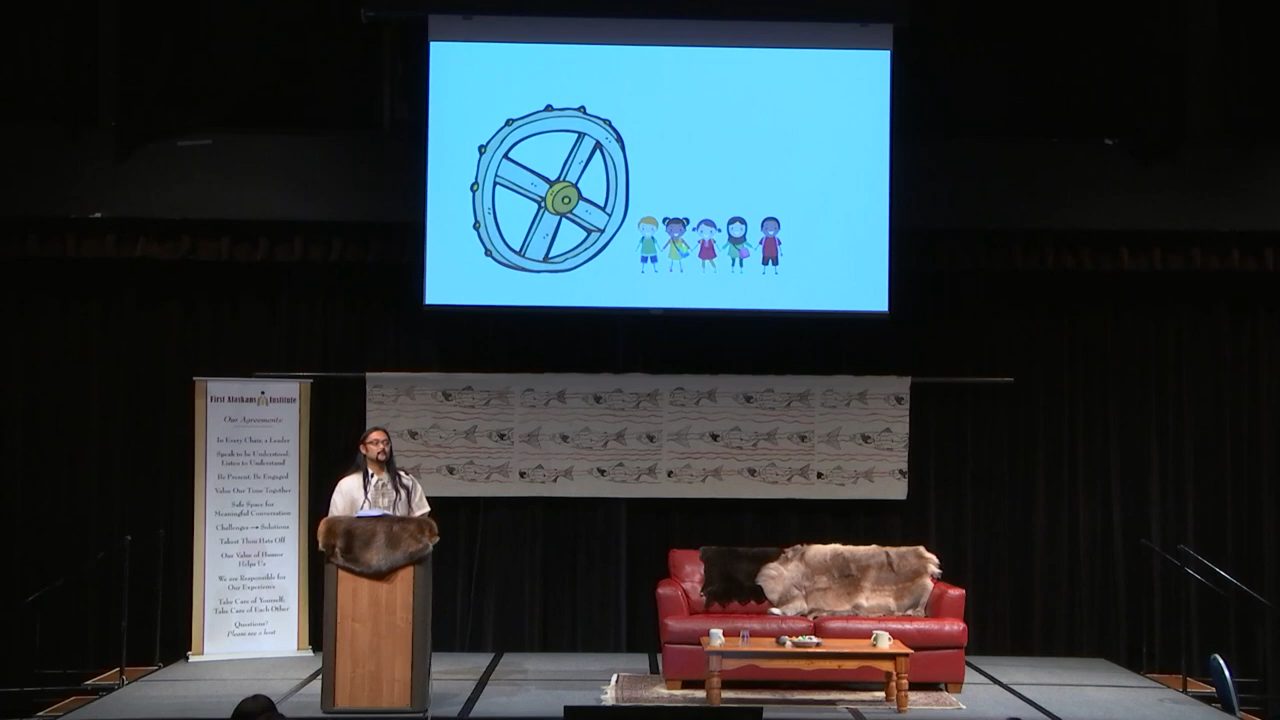 First Alaskans Institute
Our Agreements:
In Every Chair, a Leader
Speak to be Understood;
Listen to Understand
Be Present, Be Engaged
Value Our Time Together
Safe Space for
Meaningful Conversation
Challenges → Solutions
Takest Thou Hats Off
Our Value of Humor
Helps Us
We are Responsible for
Our Experience
Take Care of Yourself;
Take Care of Each Other
Questions?
Please see a host